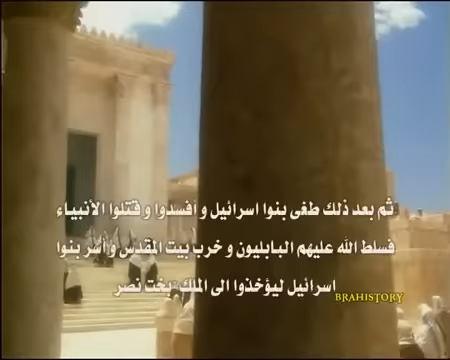 ثم بعد ذلك طغى بنوا اسرائيل و افسدوا و قتلوا الأنبياء
فسلط الله عليهم البابليون و خرب بيت المقدس و أسر بنوا
اسرائيل ليؤخذوا الى الملك بخت نصر
BRAHISTORY